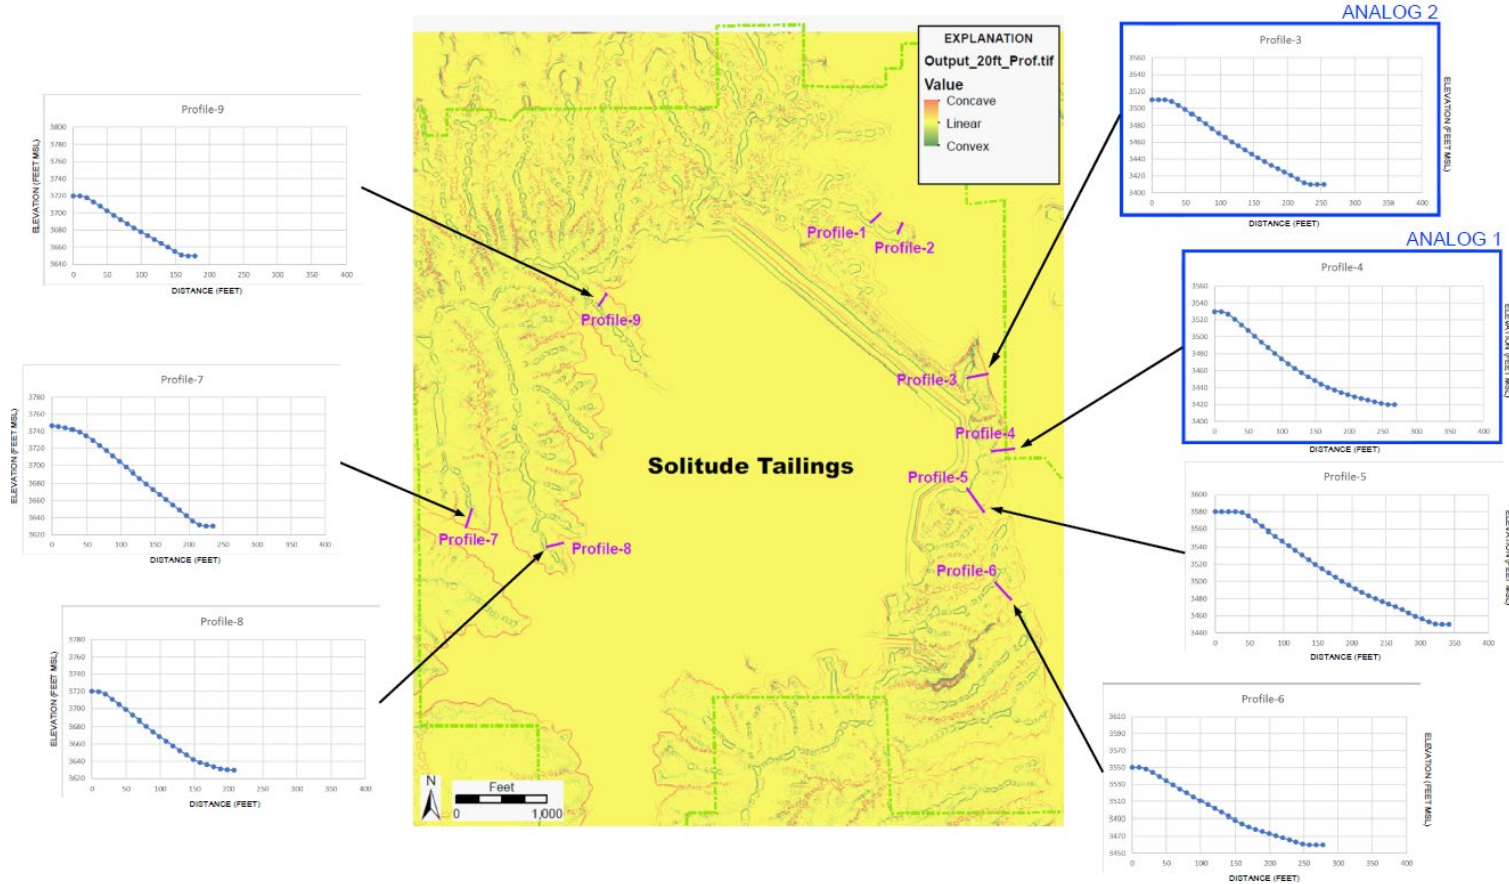 ANALOG 2
Profile-3
3560
3540
3520
3500
3480
3460
3440
3420
3400
0 50 100 150 200 250 300 350 400
DISTANCE (FEET)
ELEVATION (FEET MSL)
EXPLANATION
Output_20ft_Prof.tif
Value
Concave
Linear
Convex
Profile-9
3800
3780
3760
3740
3720
3700
3680
3660
3640
0 50 100 150 200 250 300 350 400
DISTANCE (FEET)
ELEVATION (FEET MSL)
ANALOG 1
Profile-4
3560
3540
3520
3500
3480
3460
3440
3420
3400
0 50 100 150 200 250 300 350 400
DISTANCE (FEET)
ELEVATION (FEET MSL)
Profile-1
Profile-2
Profile-9
Profile-3
Profile-4
Solitude Tailings
Profile-5
Profile-7
Profile-8
Profile-6
N
Feet
0 1,000
Profile-7
3780
3760
3740
3720
3700
3680
3660
3640
3620
0 50 100 150 200 250 300 350 400
DISTANCE (FEET)
ELEVATION (FEET MSL)
Profile-5
3600
3580
3560
3540
3520
3500
3480
3460
3440
0 50 100 150 200 250 300 350 400
DISTANCE (FEET)
ELEVATION (FEET MSL)
Profile-8
3780
3760
3740
3720
3700
3680
3660
3640
3620
0 50 100 150 200 250 300 350 400
DISTANCE (FEET)
ELEVATION (FEET MSL)
Profile-6
3610
3590
3570
3550
3530
3510
3490
3470
3450
0 50 100 150 200 250 300 350 400
DISTANCE (FEET)
ELEVATION (FEET MSL)